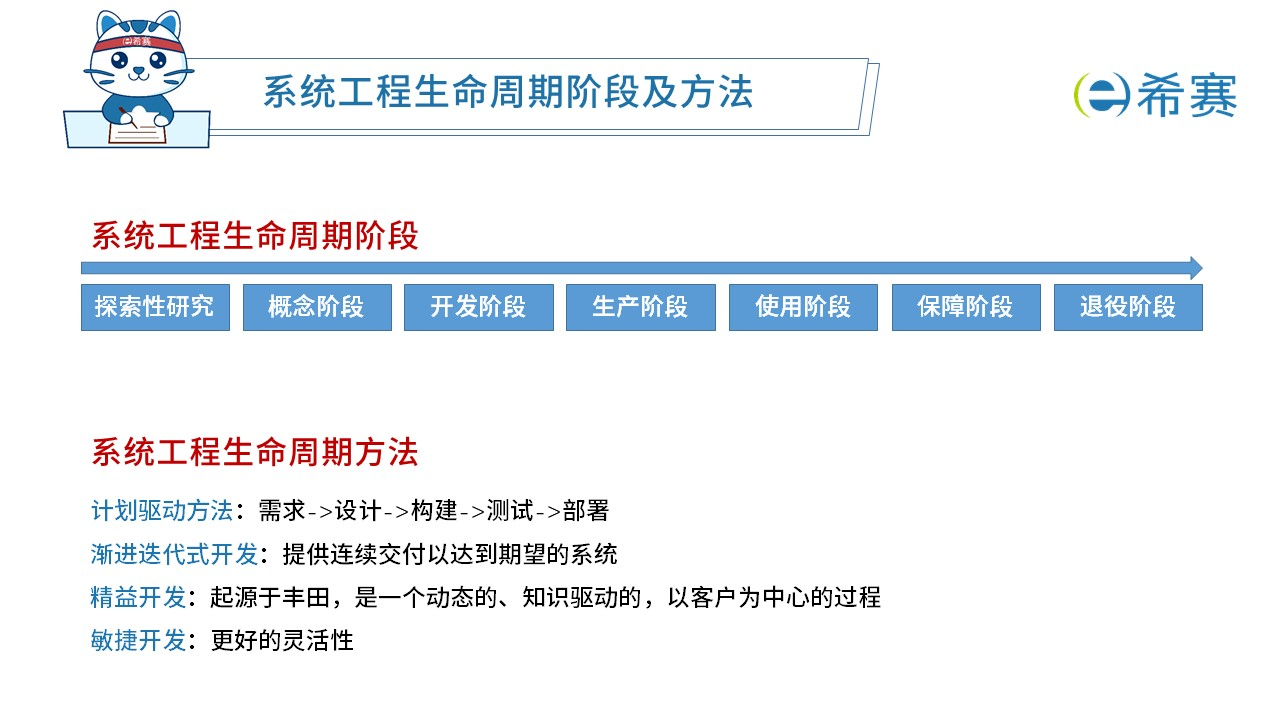 希赛
系统工程生命周期阶段及方法
希赛
系统工程生命周期阶段
探索性研究
概念阶段
开发阶段
生产阶段
使用阶段
保障阶段
退役阶段
系统工程生命周期方法
计划驱动方法：需求->设计->构建->测试->部署
渐进迭代式开发：提供连续交付以达到期望的系统
精益开发：起源于丰田，是一个动态的、知识驱动的，以客户为中心的过程
敏捷开发：更好的灵活性